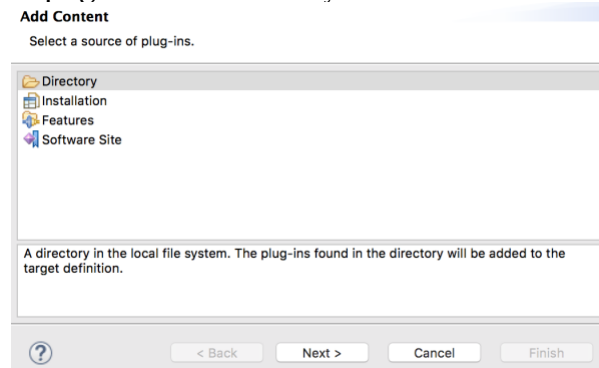 Add Content
Select a source of plug-ins.
Directory
Installation
Features
Software Site
A directory in the local file system. The plug-ins found in the directory will be added to the
target definition.
?
< Back
Next >
Cancel
Finish